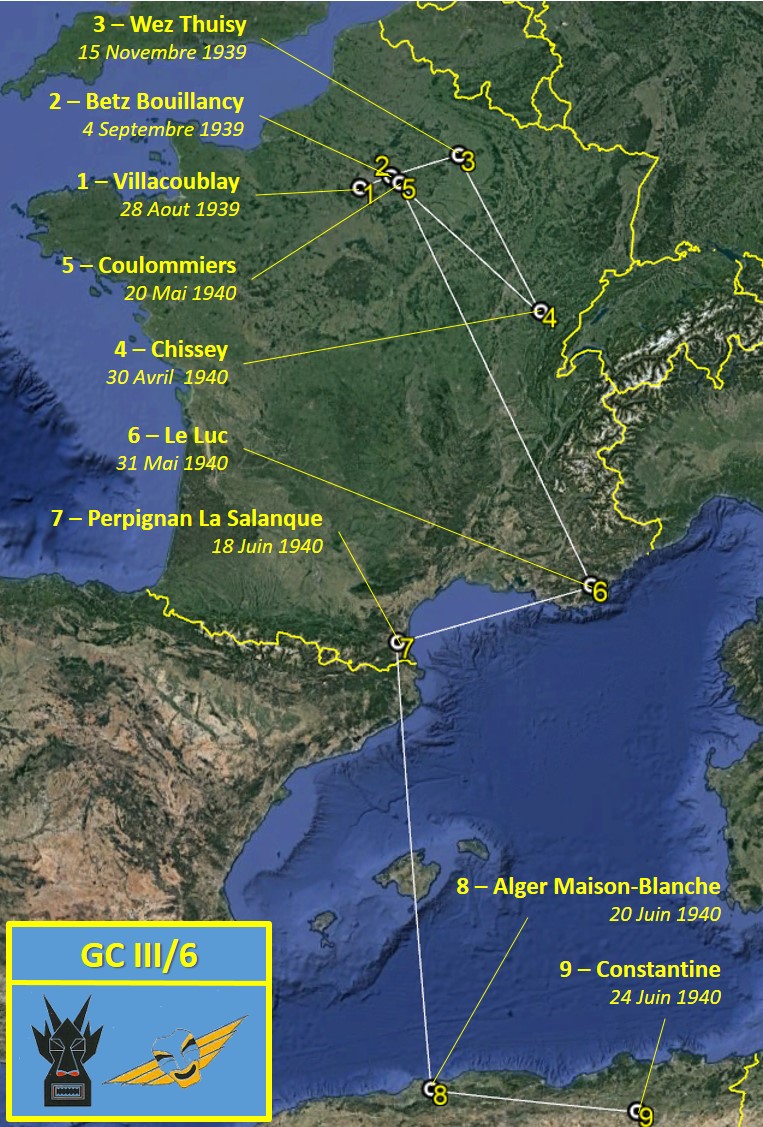 3 – Wez Thuisy
15 Novembre 1939
2 – Betz Bouillancy
4 Septembre 1939
1 – Villacoublay
28 Aout 1939
5 – Coulommiers
20 Mai 1940
4 – Chissey
30 Avril 1940
6 – Le Luc
31 Mai 1940
7 – Perpignan La Salanque
18 Juin 1940
8 – Alger Maison-Blanche
20 Juin 1940
9 – Constantine
24 Juin 1940
GC III/6
2
3
1
5
4
6
7
8
9